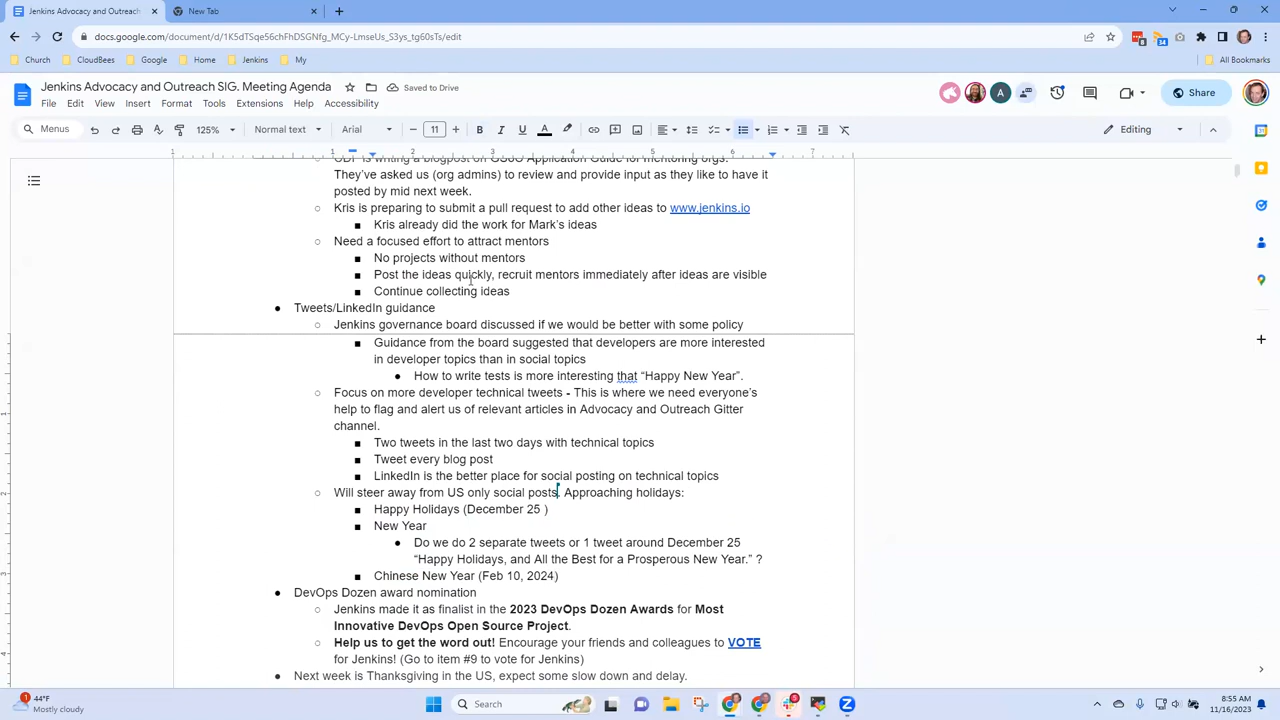 Jenkins Advocacy and Outreach
New Tab
docs.google.com/document/d/1K5dTSqe56chFhDSGNfg_MCy-LmseUs_S3ys_tg60sTs/edit
8
34
Church
CloudBees
Google
Home
My
All Bookmarks
Jenkins Advocacy and Outreach SIG. Meeting Agenda
Saved to Drive
File Edit View Insert Format Tools Extensions Help Accessibility
A
Share
Menus
125%
Normal text
Arial
11
Editing
1 1 2 3 4 5 6 7
They've asked us (org admins) to review and provide input as they like to have it
posted by mid next week.
Kris is preparing to submit a pull request to add other ideas to www.jenkins.io
Kris already did the work for Mark's ideas
Need a focused effort to attract mentors
No projects without mentors
Post the ideas quickly, recruit mentors immediately after ideas are visible
Continue collecting ideas
Tweets/LinkedIn guidance
Jenkins governance board discussed if we would be better with some policy
Guidance from the board suggested that developers are more interested
in developer topics than in social topics
How to write tests is more interesting that “Happy New Year”.
Focus on more developer technical tweets - This is where we need everyone's
help to flag and alert us of relevant articles in Advocacy and Outreach Gitter
channel.
Two tweets in the last two days with technical topics
Tweet every blog post
LinkedIn is the better place for social posting on technical topics
Will steer away from US only social posts. Approaching holidays:
Happy Holidays (December 25 )
New Year
Do we do 2 separate tweets or 1 tweet around December 25
“Happy Holidays, and All the Best for a Prosperous New Year.” ?
Chinese New Year (Feb 10, 2024)
DevOps Dozen award nomination
Jenkins made it as finalist in the 2023 DevOps Dozen Awards for Most
Innovative DevOps Open Source Project.
Help us to get the word out! Encourage your friends and colleagues to VOTE
for Jenkins! (Go to item #9 to vote for Jenkins)
Next week is Thanksgiving in the US, expect some slow down and delay.
1
44°F
Mostly cloudy
Search
5
8:55 AM
11/16/2023